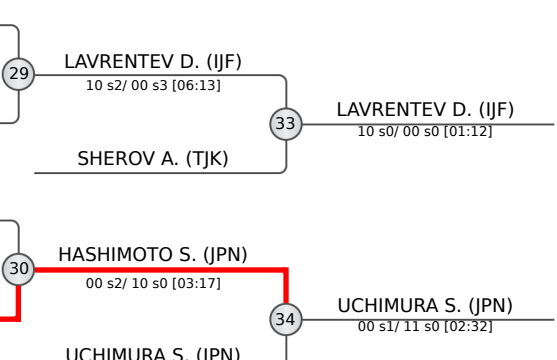 29
LAVRENTEV D. (IJF)
10 s2/ 00 s3 [06:13]
33
LAVRENTEV D. (IJF)
10 s0/ 00 s0 [01:12]
SHEROV A. (TJK)
30
HASHIMOTO S. (JPN)
00 s2/ 10 s0 [03:17]
34
UCHIMURA S. (JPN)
00 s1/ 11 s0 [02:32]
UCHIMURA S. (JPN)